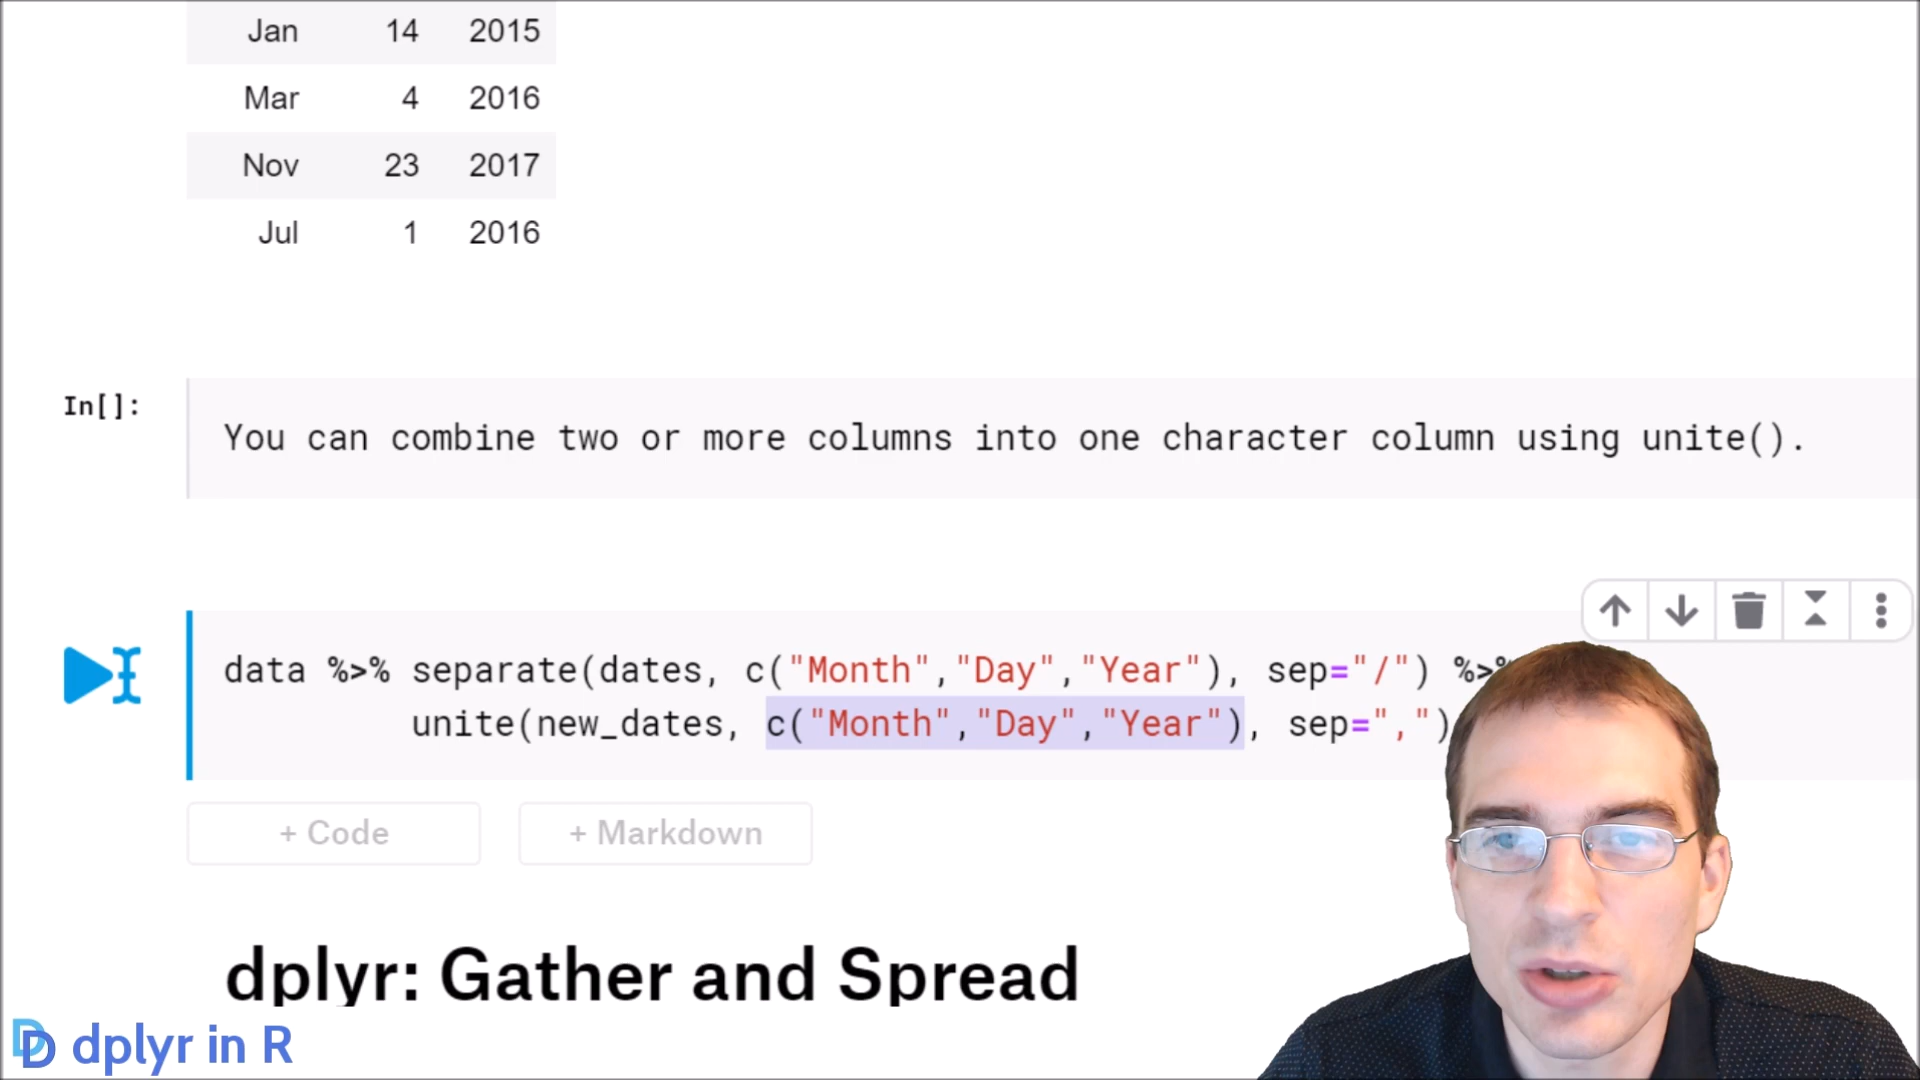 Jan 14 2015
Mar 4 2016
Nov 23 2017
Jul 1 2016
In[]:
You can combine two or more columns into one character column using unite().
data %>% separate(dates, c("Month","Day","Year"), sep="/") %>%
unite(new_dates, c("Month","Day","Year"), sep=",")
+ Code + Markdown
dplyr: Gather and Spread
D dplyr in R